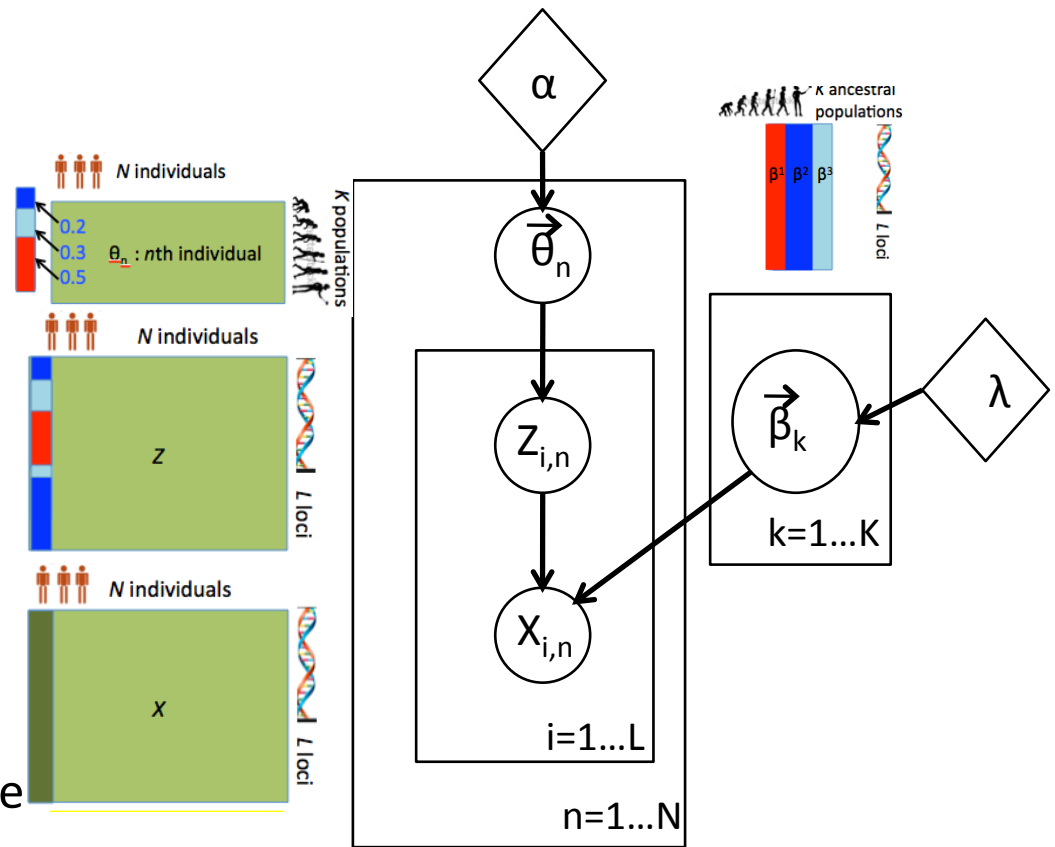 α
K ancestral
populations
β¹ β² β³
L loci
N individuals
0.2
0.3
0.5
θₙ : nth individual
K populations
θₙ
N individuals
Z
L loci
Zᵢ,ₙ
βₖ
λ
k=1...K
N individuals
X
L loci
Xᵢ,ₙ
i=1...L
n=1...N
e